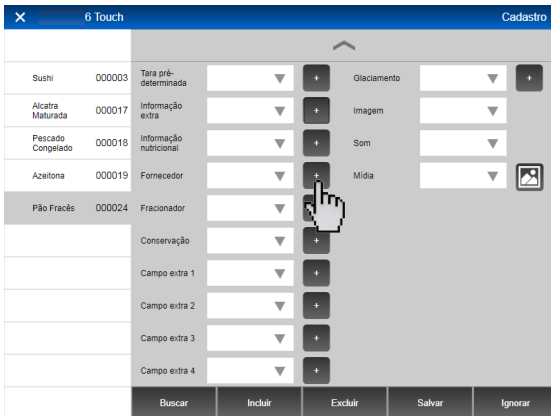 6 Touch
Cadastro
Sushi 000003
Alcatra
Maturada 000017
Pescado
Congelado 000018
Azeitona 000019
Pão Fracês 000024
Tara pré-
determinada
Informação
extra
Informação
nutricional
Fornecedor
Fracionador
Conservação
Campo extra 1
Campo extra 2
Campo extra 3
Campo extra 4
+
+
+
+
+
+
+
+
+
+
Glaciamento +
Imagem
Som
Mídia
Buscar Incluir Excluir Salvar Ignorar